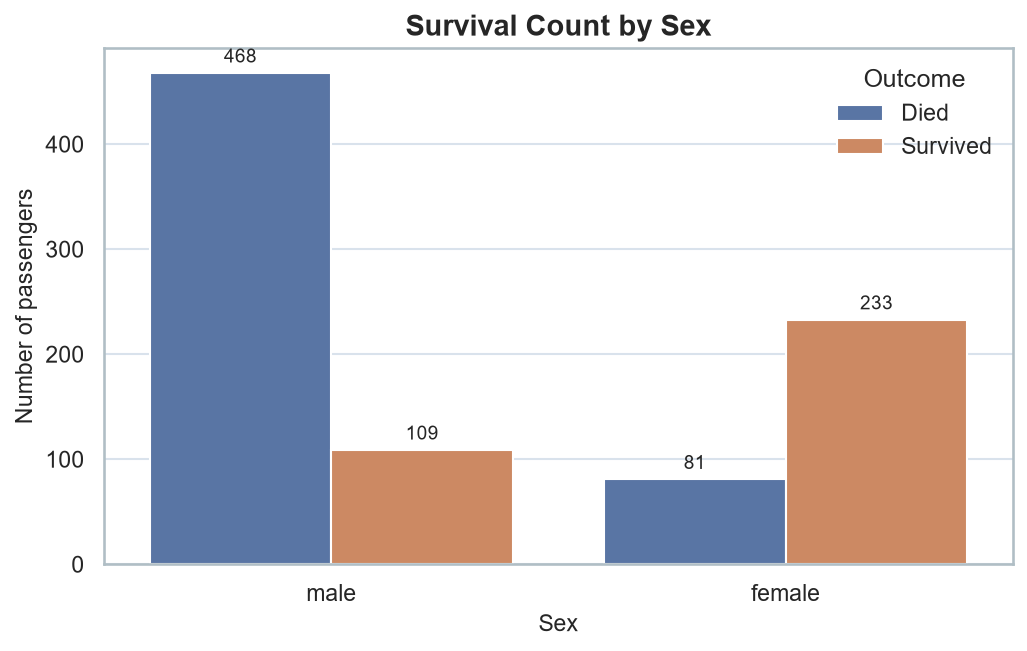 Survival Count by Sex
468
Outcome
Died
Survived
400
300
233
200
109
100
81
0
male
female
Sex
Number of passengers